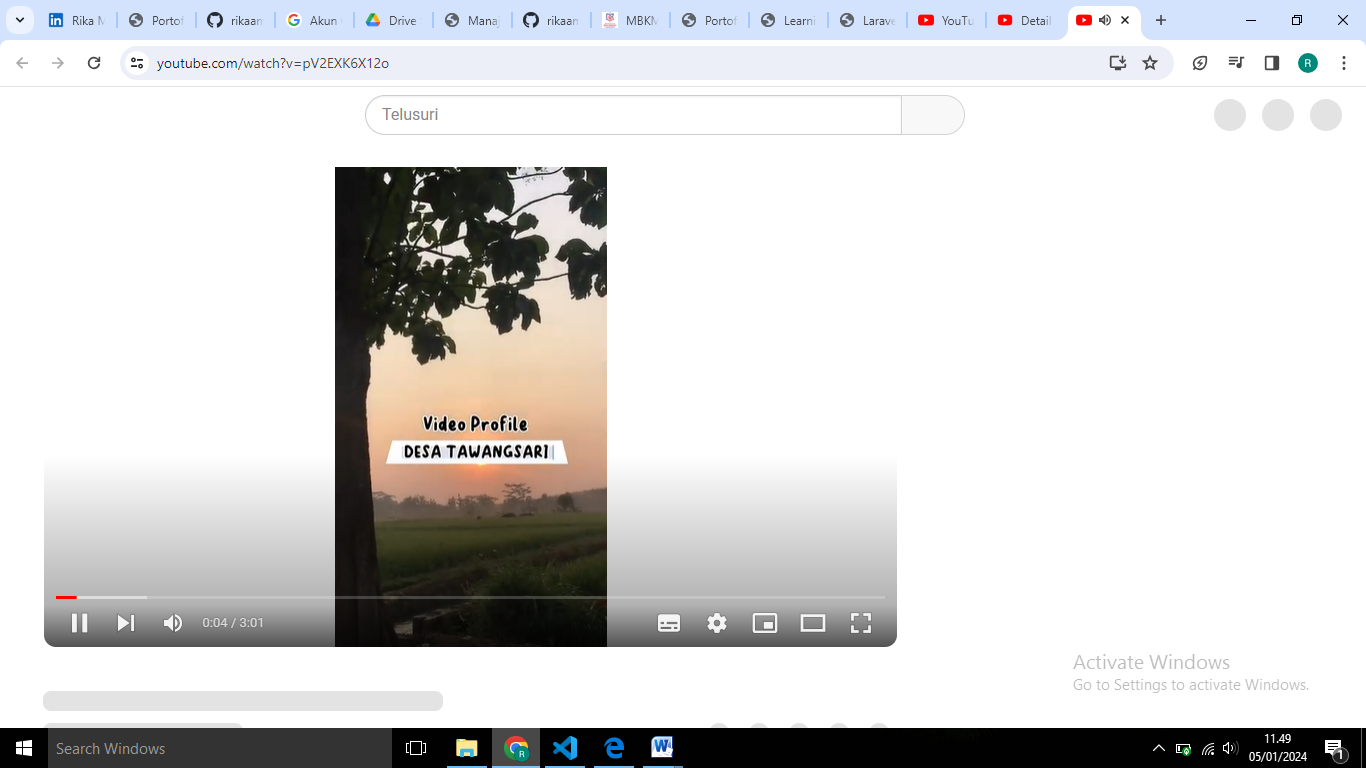 Rika M
Portof
rikaan
Akun
Drive
Manaj
rikaan
MBKM
Portof
Learni
Larave
YouTu
Detail
youtube.com/watch?v=pV2EXK6X12o
R
Telusuri
Video Profile
DESA TAWANGSARI
0:04 / 3:01
Activate Windows
Go to Settings to activate Windows.
Search Windows
R
11.49
05/01/2024
1